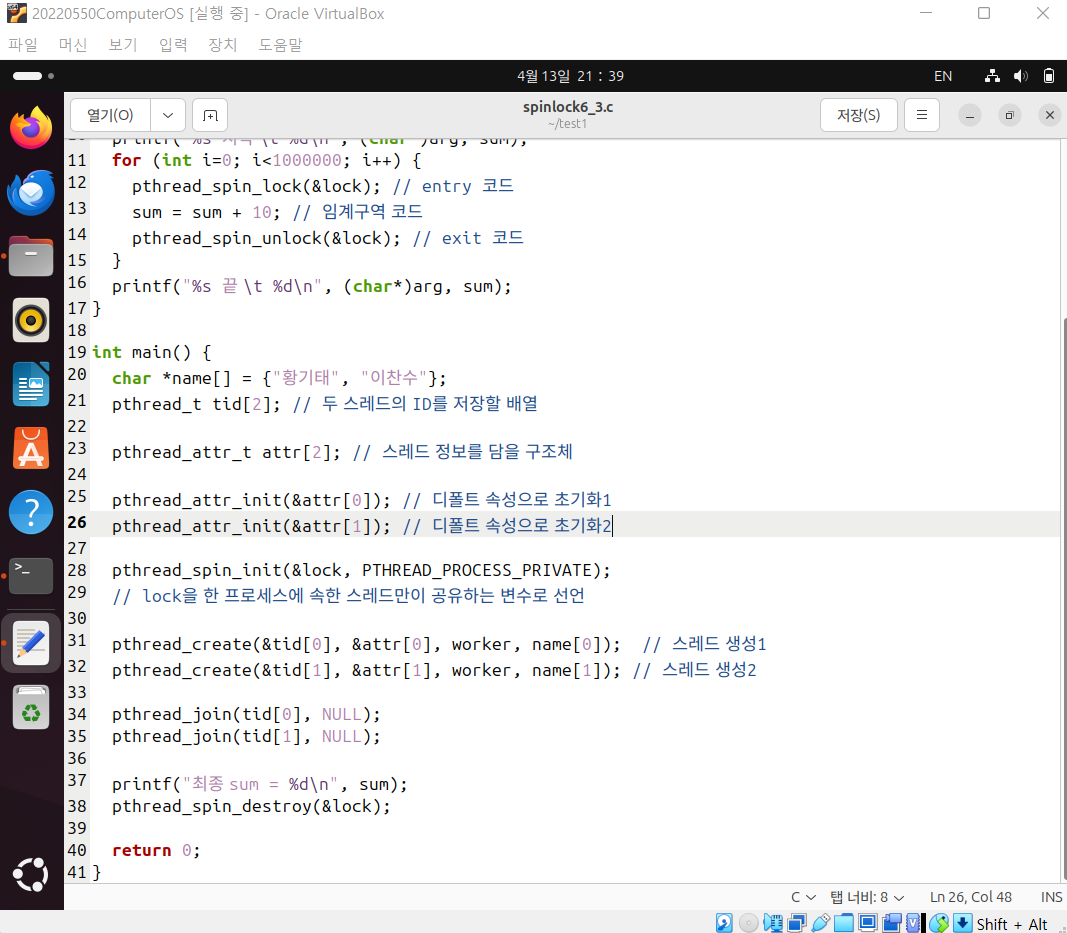 20220550ComputerOS [실행 중] - Oracle VirtualBox
파일 머신 보기 입력 장치 도움말
4월 13일 21 : 39
EN
열기(O)
spinlock6_3.c
~/test1
저장(S)
11 for (int i=0; i<1000000; i++) {
12 pthread_spin_lock(&lock); // entry 코드
13 sum = sum + 10; // 임계구역 코드
14 pthread_spin_unlock(&lock); // exit 코드
15 }
16 printf("%s 끝 \t %d\n", (char*)arg, sum);
17 }
18
19 int main() {
20 char *name[] = {"황기태", "이찬수"};
21 pthread_t tid[2]; // 두 스레드의 ID를 저장할 배열
22
23 pthread_attr_t attr[2]; // 스레드 정보를 담을 구조체
24
25 pthread_attr_init(&attr[0]); // 디폴트 속성으로 초기화1
26 pthread_attr_init(&attr[1]); // 디폴트 속성으로 초기화2
27
28 pthread_spin_init(&lock, PTHREAD_PROCESS_PRIVATE);
29 // lock을 한 프로세스에 속한 스레드만이 공유하는 변수로 선언
30
31 pthread_create(&tid[0], &attr[0], worker, name[0]); // 스레드 생성1
32 pthread_create(&tid[1], &attr[1], worker, name[1]); // 스레드 생성2
33
34 pthread_join(tid[0], NULL);
35 pthread_join(tid[1], NULL);
36
37 printf("최종 sum = %d\n", sum);
38 pthread_spin_destroy(&lock);
39
40 return 0;
41 }
C 탭 너비: 8 Ln 26, Col 48 INS
Shift + Alt